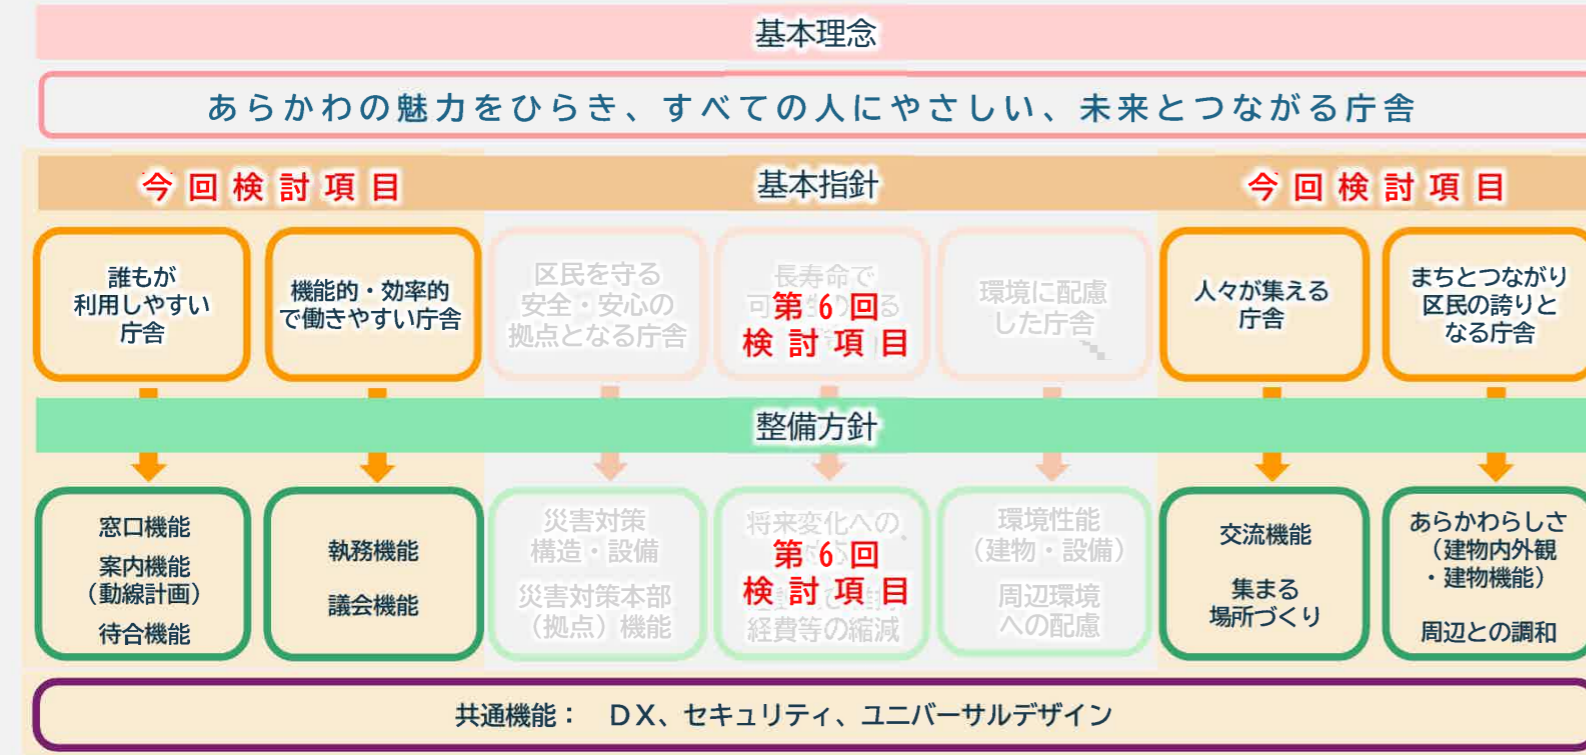 基本理念
あらかわの魅力をひらき、すべての人にやさしい、未来とつながる庁舎
今回検討項目
基本指針
今回検討項目
誰もが
利用しやすい
庁舎
機能的・効率的
で働きやすい庁舎
区民を守る
安全・安心の
拠点となる庁舎
長寿命で
第6回
検討項目
環境に配慮
した庁舎
人々が集える
庁舎
まちとつながり
区民の誇りと
なる庁舎
整備方針
窓口機能
案内機能
（動線計画）
待合機能
執務機能
議会機能
災害対策
構造・設備
災害対策本部
（拠点）機能
将来変化への
第6回
検討項目
経費等の縮減
環境性能
（建物・設備）
周辺環境
への配慮
交流機能
集まる
場所づくり
あらかわらしさ
（建物内外観
・建物機能）
周辺との調和
共通機能： DX、セキュリティ、ユニバーサルデザイン